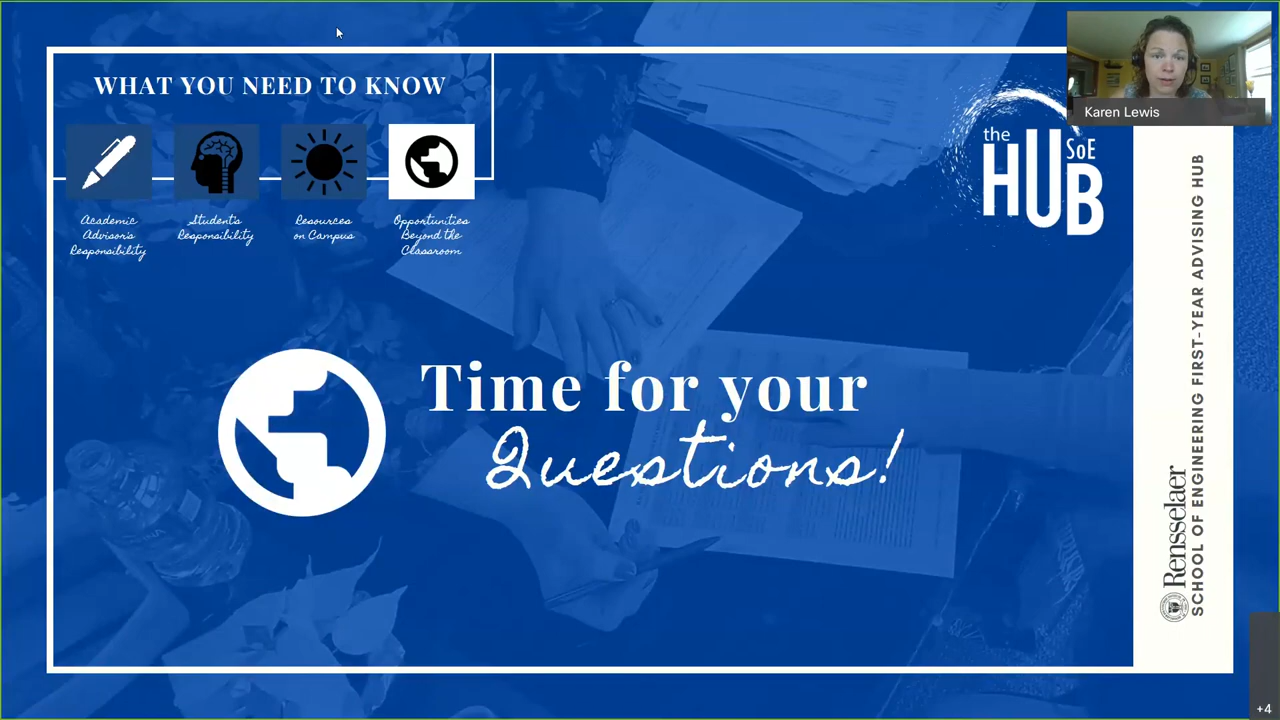 WHAT YOU NEED TO KNOW
Academic
Advisor's
Responsibility
Student's
Responsibility
Resources
on Campus
Opportunities
Beyond the
Classroom
the
HUB
SoE
Karen Lewis
Time for your
Questions!
Rensselaer
SCHOOL OF ENGINEERING FIRST-YEAR ADVISING HUB
+4